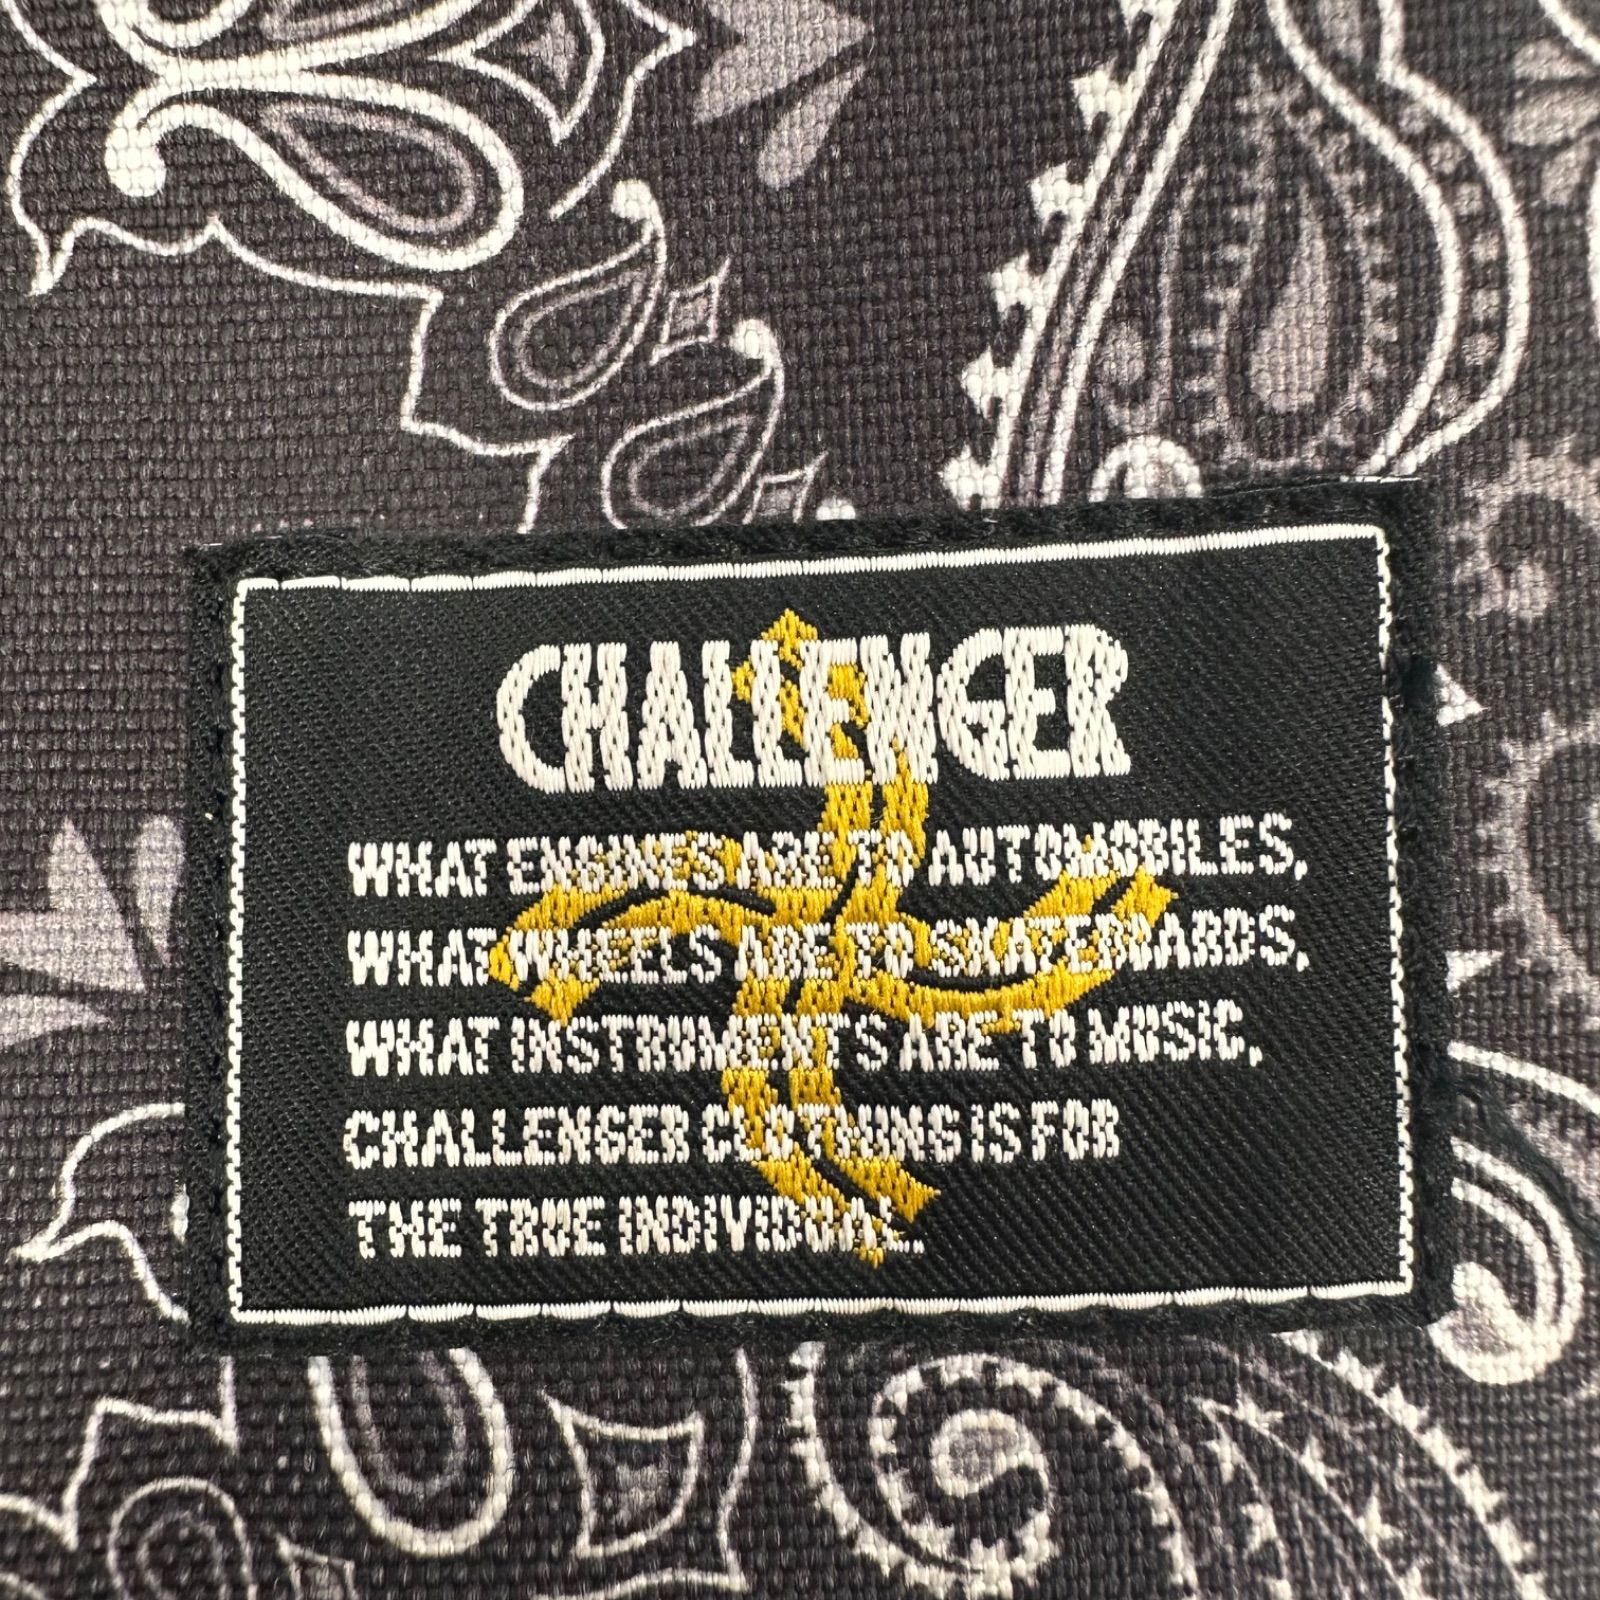 CHALLENGER
WHAT ENGINES ARE TO AUTOMOBILES,
WHAT WHEELS ARE TO SKATEBOARDS,
WHAT INSTRUMENTS ARE TO MUSIC,
CHALLENGER CLOTHING IS FOR
THE TRUE INDIVIDUAL.